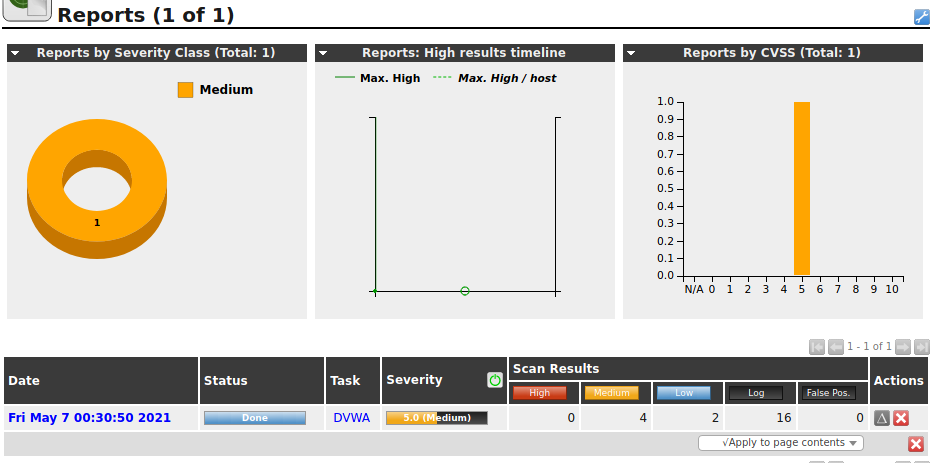 Reports (1 of 1)
Reports by Severity Class (Total: 1)
Medium
1
Reports: High results timeline
Max. High
Max. High / host
Reports by CVSS (Total: 1)
1.0
0.9
0.8
0.7
0.6
0.5
0.4
0.3
0.2
0.1
0.0
N/A 0 1 2 3 4 5 6 7 8 9 10
1 - 1 of 1
Date Status Task Severity Scan Results Actions
High Medium Low Log False Pos.
Fri May 7 00:30:50 2021 Done DVWA 5.0 (Medium) 0 4 2 16 0
√Apply to page contents